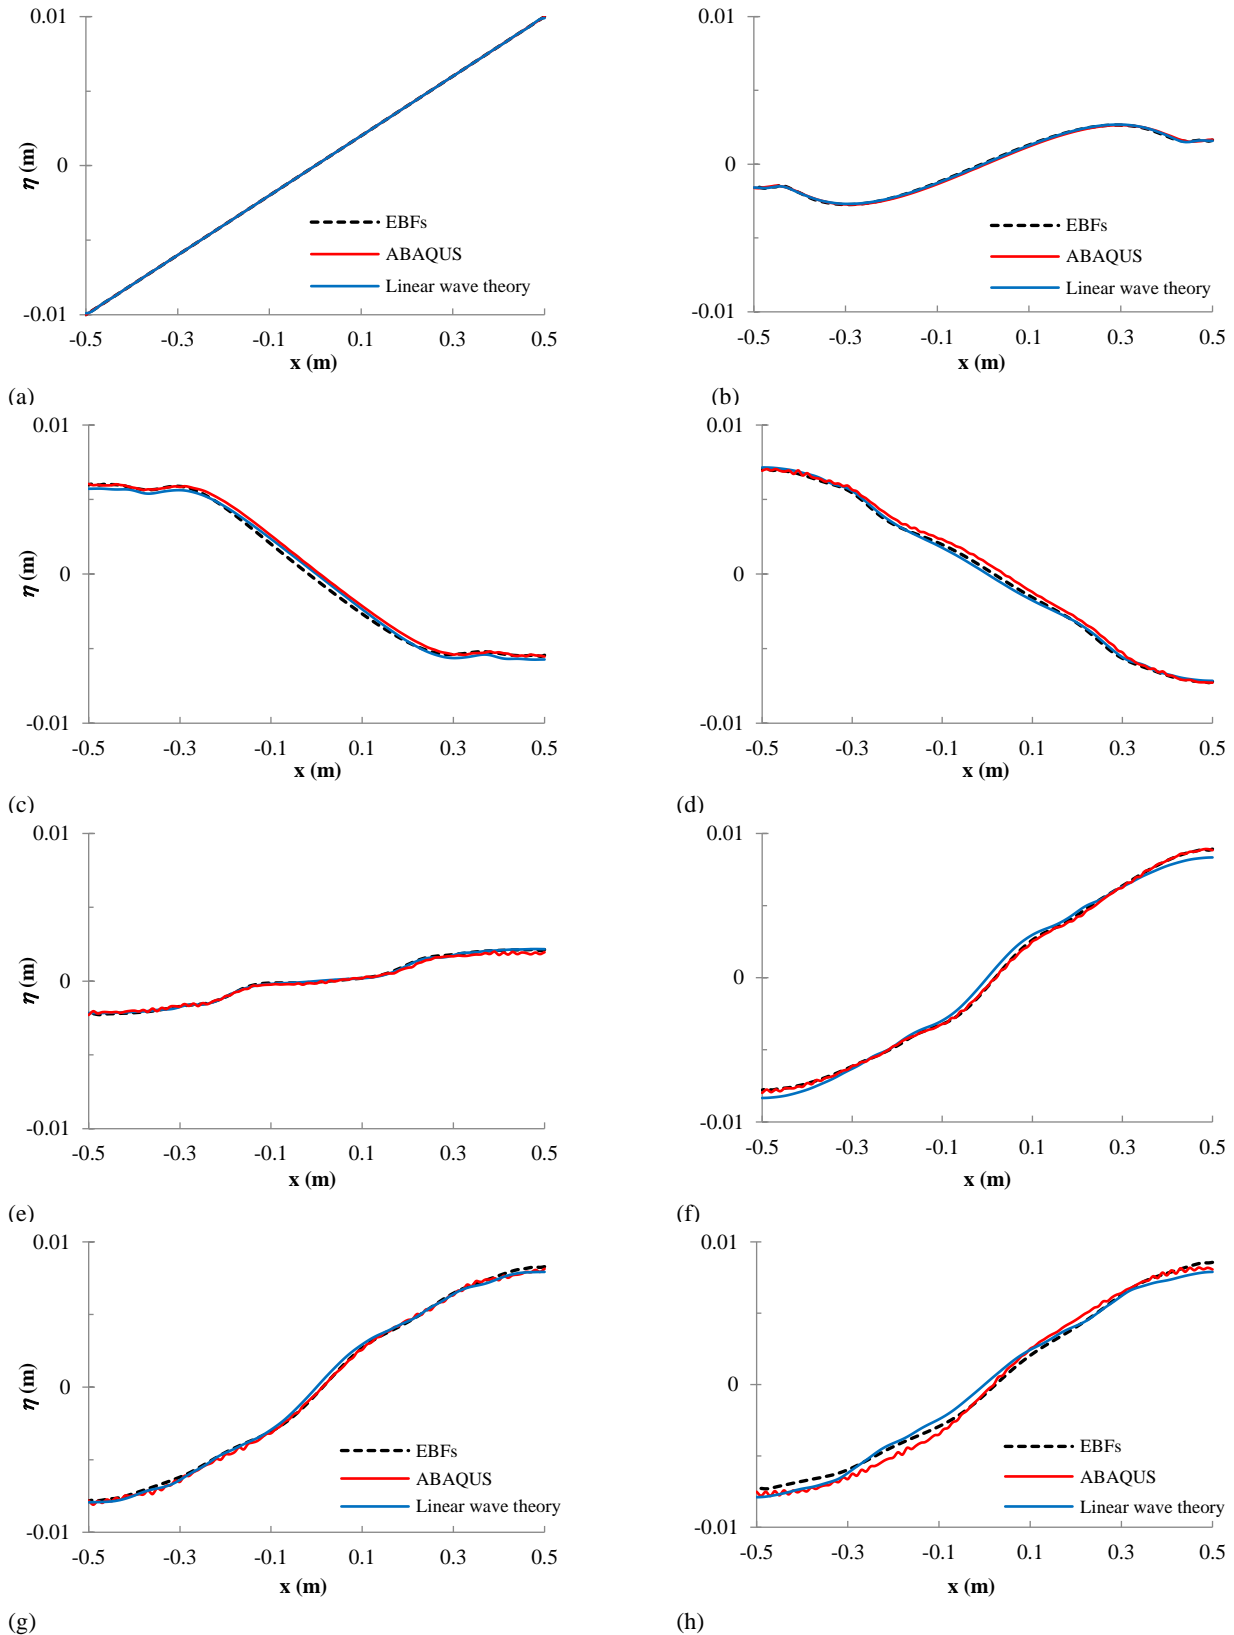 0.01
0
-0.01
η (m)
-0.5 -0.3 -0.1 0.1 0.3 0.5
x (m)
EBFs
ABAQUS
Linear wave theory
(a)
0.01
0
-0.01
-0.5 -0.3 -0.1 0.1 0.3 0.5
x (m)
EBFs
ABAQUS
Linear wave theory
(b)
0.01
0
-0.01
η (m)
-0.5 -0.3 -0.1 0.1 0.3 0.5
x (m)
(c)
0.01
0
-0.01
-0.5 -0.3 -0.1 0.1 0.3 0.5
x (m)
(d)
0.01
0
-0.01
η (m)
-0.5 -0.3 -0.1 0.1 0.3 0.5
x (m)
(e)
0.01
0
-0.01
-0.5 -0.3 -0.1 0.1 0.3 0.5
x (m)
(f)
0.01
0
-0.01
η (m)
-0.5 -0.3 -0.1 0.1 0.3 0.5
x (m)
EBFs
ABAQUS
Linear wave theory
(g)
0.01
0
-0.01
-0.5 -0.3 -0.1 0.1 0.3 0.5
x (m)
EBFs
ABAQUS
Linear wave theory
(h)